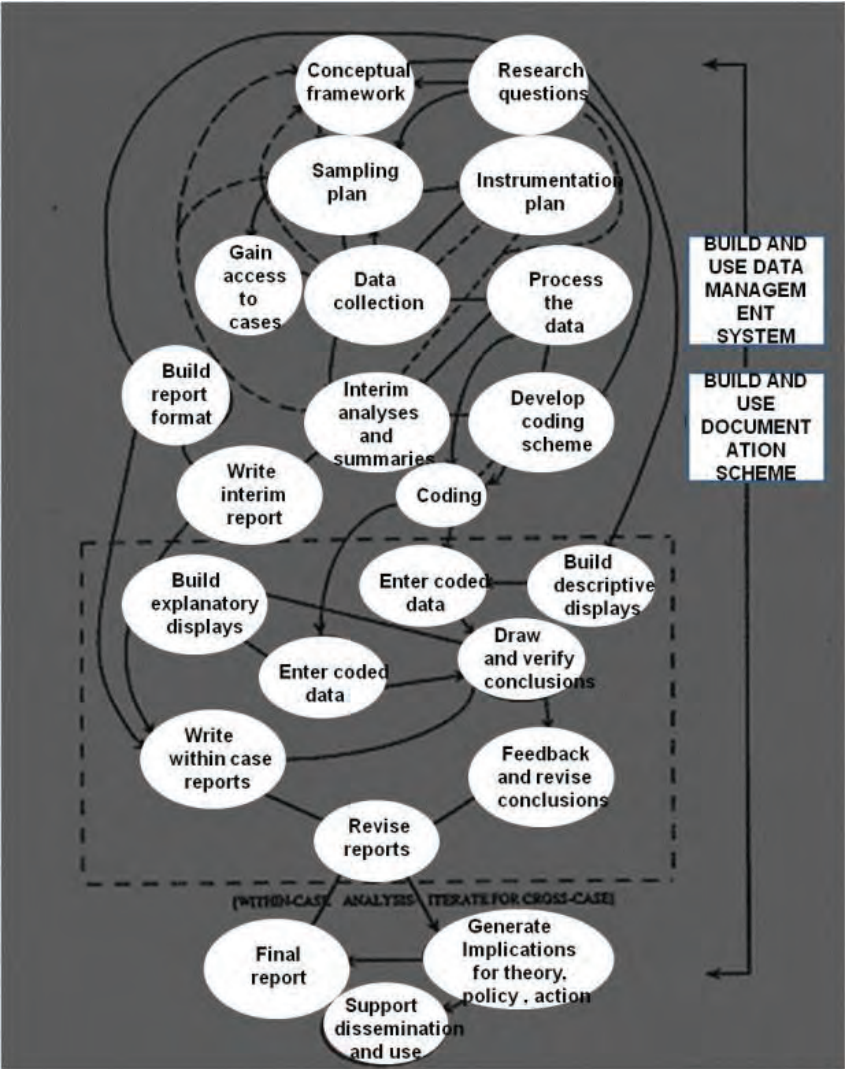 Conceptual
framework
Research
questions
Sampling
plan
Instrumentation
plan
Gain
access
to
cases
Data
collection
Process
the
data
BUILD AND
USE DATA
MANAGEM
ENT
SYSTEM
Build
report
format
Interim
analyses
and
summaries
Develop
coding
scheme
BUILD AND
USE
DOCUMENT
ATION
SCHEME
Write
interim
report
Coding
Build
explanatory
displays
Enter coded
data
Build
descriptive
displays
Enter coded
data
Draw
and verify
conclusions
Write
within case
reports
Feedback
and revise
conclusions
Revise
reports
[WITHIN-CASE ANALYSIS- ITERATE FOR CROSS-CASE]
Final
report
Generate
Implications
for theory,
policy , action
Support
dissemination
and use